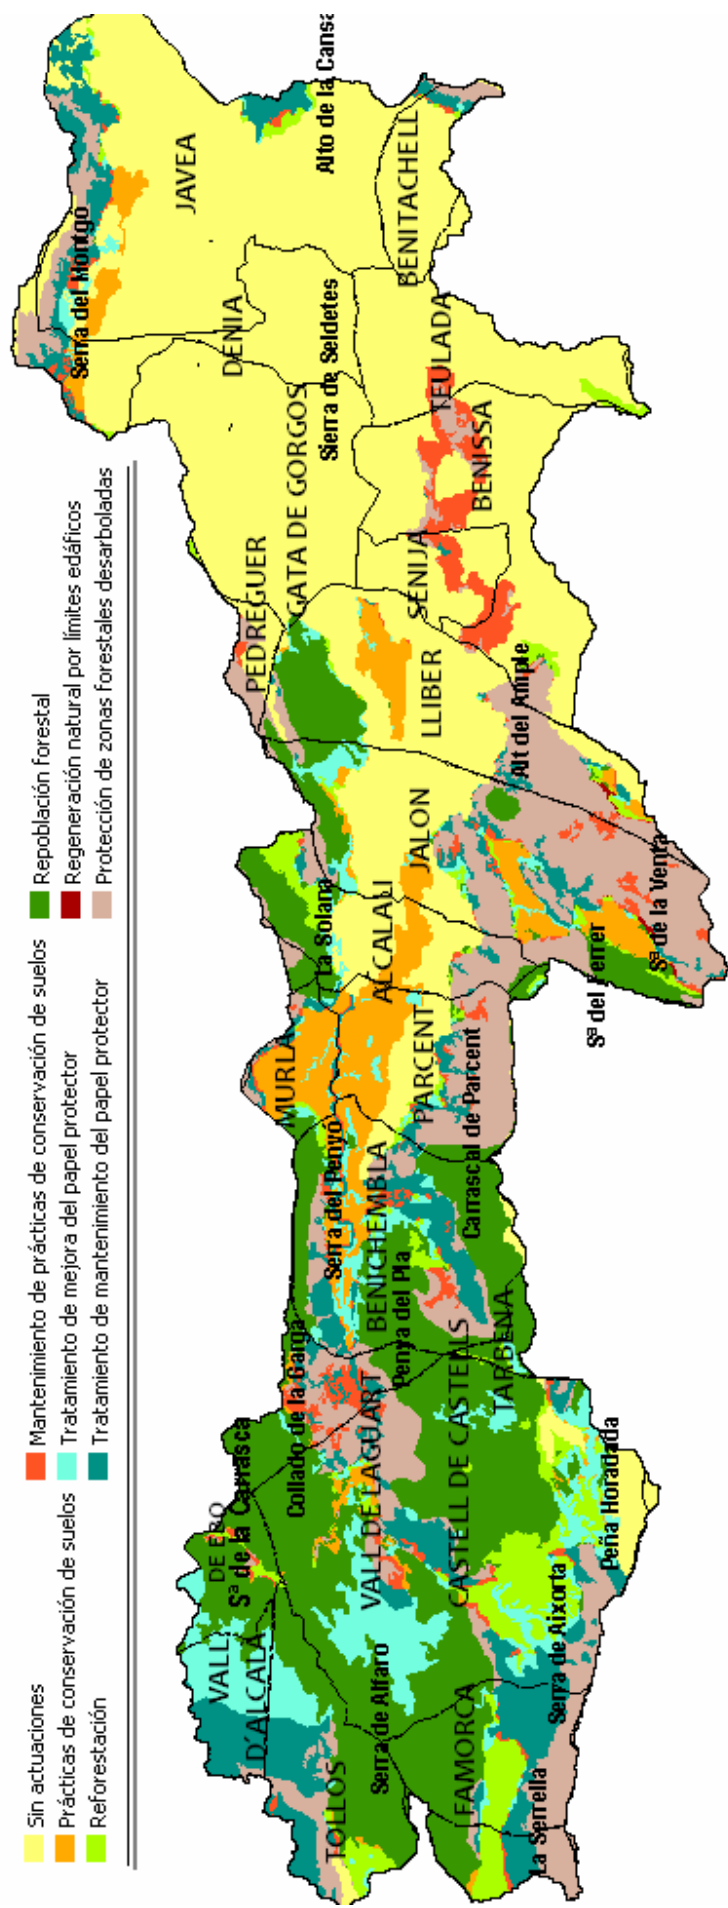 Sin actuaciones
Prácticas de conservación de suelos
Reforestación
Mantenimiento de prácticas de conservación de suelos
Tratamiento de mejora del papel protector
Tratamiento de mantenimiento del papel protector
Repoblación forestal
Regeneración natural por límites edáficos
Protección de zonas forestales desarboladas
VALL
D'ALCALÁ
DE EBO
Sª de la Carrasca
TOLLOS
Serra de Alfaro
FAMORCA
La Serrella
Serra de Aixorta
Peña Horadada
CASTELL DE CASTELLS
VALL DE LAGUART
Collado de la Garga
Penya del Pla
TARBENA
BENICHEMBLA
Serra del Penyó
Carrascal de Parcent
PARCENT
MURLA
La Solana
ALCALALI
JALON
Sª del Ferrer
Sª de la Venta
Alt del Ample
LLIBER
PEDREGUER
GATA DE GORGOS
SENIJA
BENISSA
TEULADA
Sierra de Seldetes
DENIA
Serra del Montgó
JAVEA
BENITACHELL
Alto de la Cansa